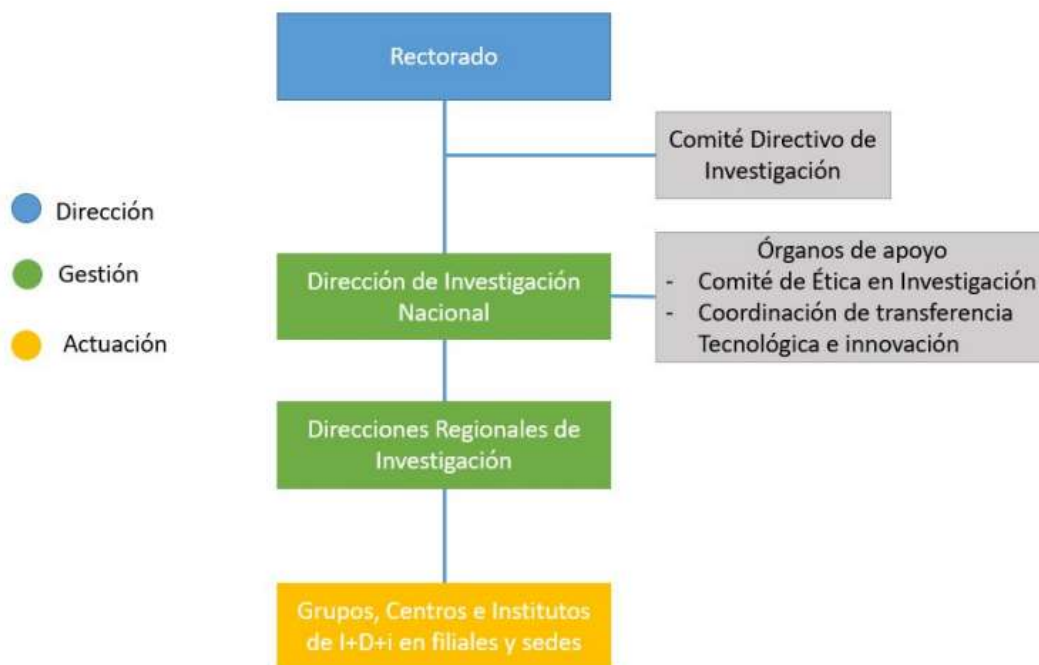 Rectorado
Comité Directivo de
Investigación
Dirección
Gestión
Actuación
Dirección de Investigación
Nacional
Órganos de apoyo
- Comité de Ética en Investigación
- Coordinación de transferencia
Tecnológica e innovación
Direcciones Regionales de
Investigación
Grupos, Centros e Institutos
de I+D+i en filiales y sedes